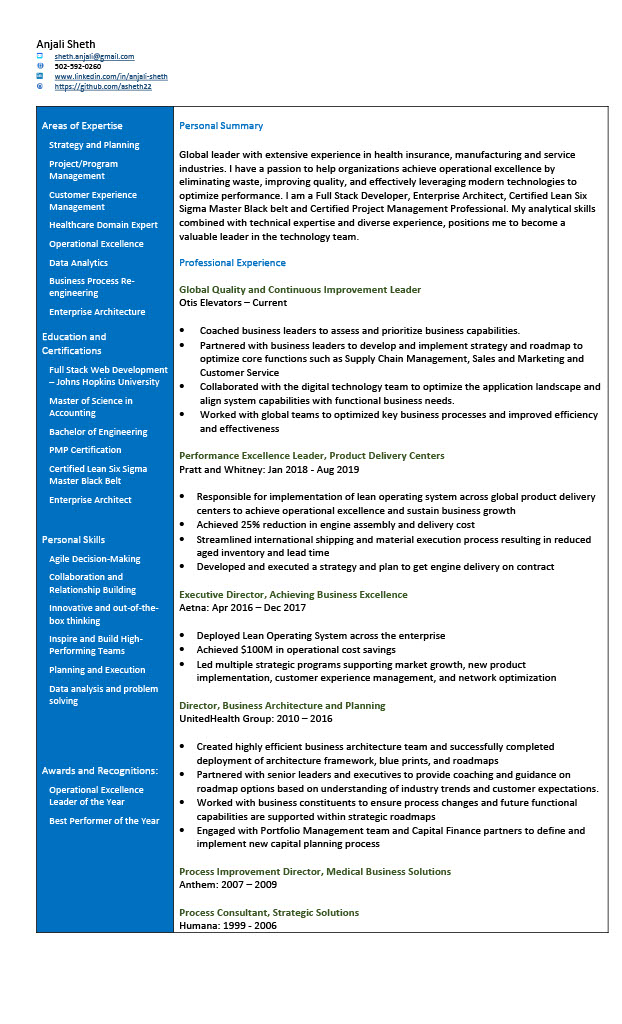 Anjali Sheth
sheth.anjali@gmail.com
502-592-0260
www.linkedin.com/in/anjali-sheth
https://github.com/asheth22
Areas of Expertise
Strategy and Planning
Project/Program
Management
Customer Experience
Management
Healthcare Domain Expert
Operational Excellence
Data Analytics
Business Process Re-
engineering
Enterprise Architecture
Education and
Certifications
Full Stack Web Development
– Johns Hopkins University
Master of Science in
Accounting
Bachelor of Engineering
PMP Certification
Certified Lean Six Sigma
Master Black Belt
Enterprise Architect
Personal Skills
Agile Decision-Making
Collaboration and
Relationship Building
Innovative and out-of-the-
box thinking
Inspire and Build High-
Performing Teams
Planning and Execution
Data analysis and problem
solving
Awards and Recognitions:
Operational Excellence
Leader of the Year
Best Performer of the Year
Personal Summary
Global leader with extensive experience in health insurance, manufacturing and service
industries. I have a passion to help organizations achieve operational excellence by
eliminating waste, improving quality, and effectively leveraging modern technologies to
optimize performance. I am a Full Stack Developer, Enterprise Architect, Certified Lean Six
Sigma Master Black belt and Certified Project Management Professional. My analytical skills
combined with technical expertise and diverse experience, positions me to become a
valuable leader in the technology team.
Professional Experience
Global Quality and Continuous Improvement Leader
Otis Elevators – Current
• Coached business leaders to assess and prioritize business capabilities.
• Partnered with business leaders to develop and implement strategy and roadmap to
optimize core functions such as Supply Chain Management, Sales and Marketing and
Customer Service
• Collaborated with the digital technology team to optimize the application landscape and
align system capabilities with functional business needs.
• Worked with global teams to optimized key business processes and improved efficiency
and effectiveness
Performance Excellence Leader, Product Delivery Centers
Pratt and Whitney: Jan 2018 - Aug 2019
• Responsible for implementation of lean operating system across global product delivery
centers to achieve operational excellence and sustain business growth
• Achieved 25% reduction in engine assembly and delivery cost
• Streamlined international shipping and material execution process resulting in reduced
aged inventory and lead time
• Developed and executed a strategy and plan to get engine delivery on contract
Executive Director, Achieving Business Excellence
Aetna: Apr 2016 – Dec 2017
• Deployed Lean Operating System across the enterprise
• Achieved $100M in operational cost savings
• Led multiple strategic programs supporting market growth, new product
implementation, customer experience management, and network optimization
Director, Business Architecture and Planning
UnitedHealth Group: 2010 – 2016
• Created highly efficient business architecture team and successfully completed
deployment of architecture framework, blue prints, and roadmaps
• Partnered with senior leaders and executives to provide coaching and guidance on
roadmap options based on understanding of industry trends and customer expectations.
• Worked with business constituents to ensure process changes and future functional
capabilities are supported within strategic roadmaps
• Engaged with Portfolio Management team and Capital Finance partners to define and
implement new capital planning process
Process Improvement Director, Medical Business Solutions
Anthem: 2007 – 2009
Process Consultant, Strategic Solutions
Humana: 1999 - 2006